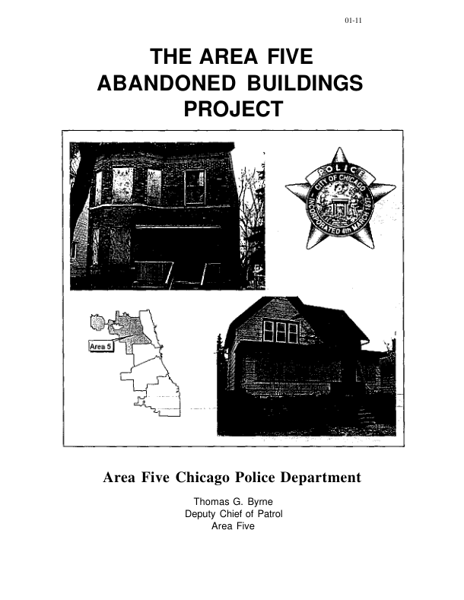 01-11
THE AREA FIVE
ABANDONED BUILDINGS
PROJECT
POLICE
CITY OF CHICAGO
INCORPORATED 4th MARCH 1837
Area 5
Area Five Chicago Police Department
Thomas G. Byrne
Deputy Chief of Patrol
Area Five